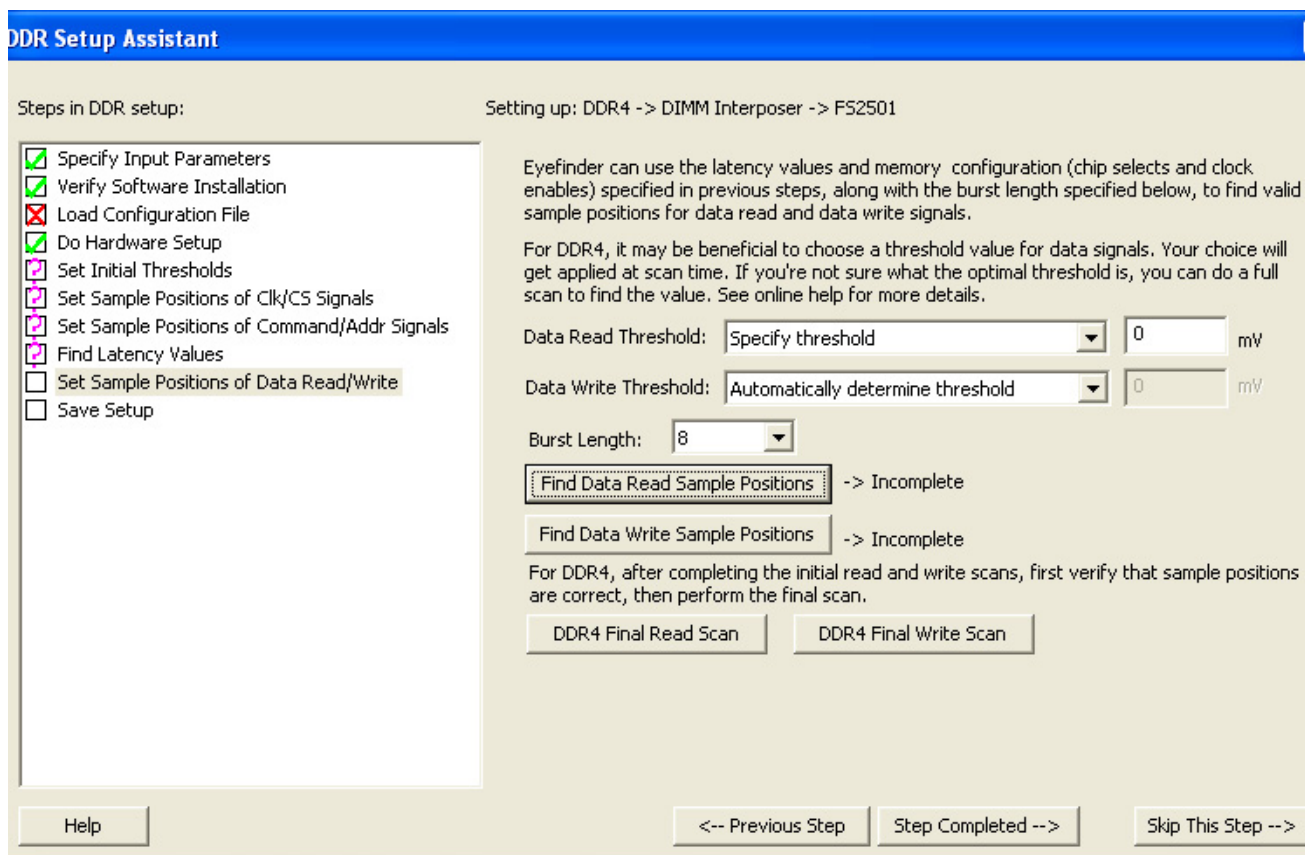 DDR Setup Assistant
Steps in DDR setup:
Setting up: DDR4 -> DIMM Interposer -> FS2501
Specify Input Parameters
Verify Software Installation
Load Configuration File
Do Hardware Setup
Set Initial Thresholds
Set Sample Positions of Clk/CS Signals
Set Sample Positions of Command/Addr Signals
Find Latency Values
Set Sample Positions of Data Read/Write
Save Setup
Eyefinder can use the latency values and memory configuration (chip selects and clock
enables) specified in previous steps, along with the burst length specified below, to find valid
sample positions for data read and data write signals.
For DDR4, it may be beneficial to choose a threshold value for data signals. Your choice will
get applied at scan time. If you're not sure what the optimal threshold is, you can do a full
scan to find the value. See online help for more details.
Data Read Threshold: Specify threshold 0 mV
Data Write Threshold: Automatically determine threshold 0 mV
Burst Length: 8
Find Data Read Sample Positions -> Incomplete
Find Data Write Sample Positions -> Incomplete
For DDR4, after completing the initial read and write scans, first verify that sample positions
are correct, then perform the final scan.
DDR4 Final Read Scan DDR4 Final Write Scan
Help <-- Previous Step Step Completed --> Skip This Step -->